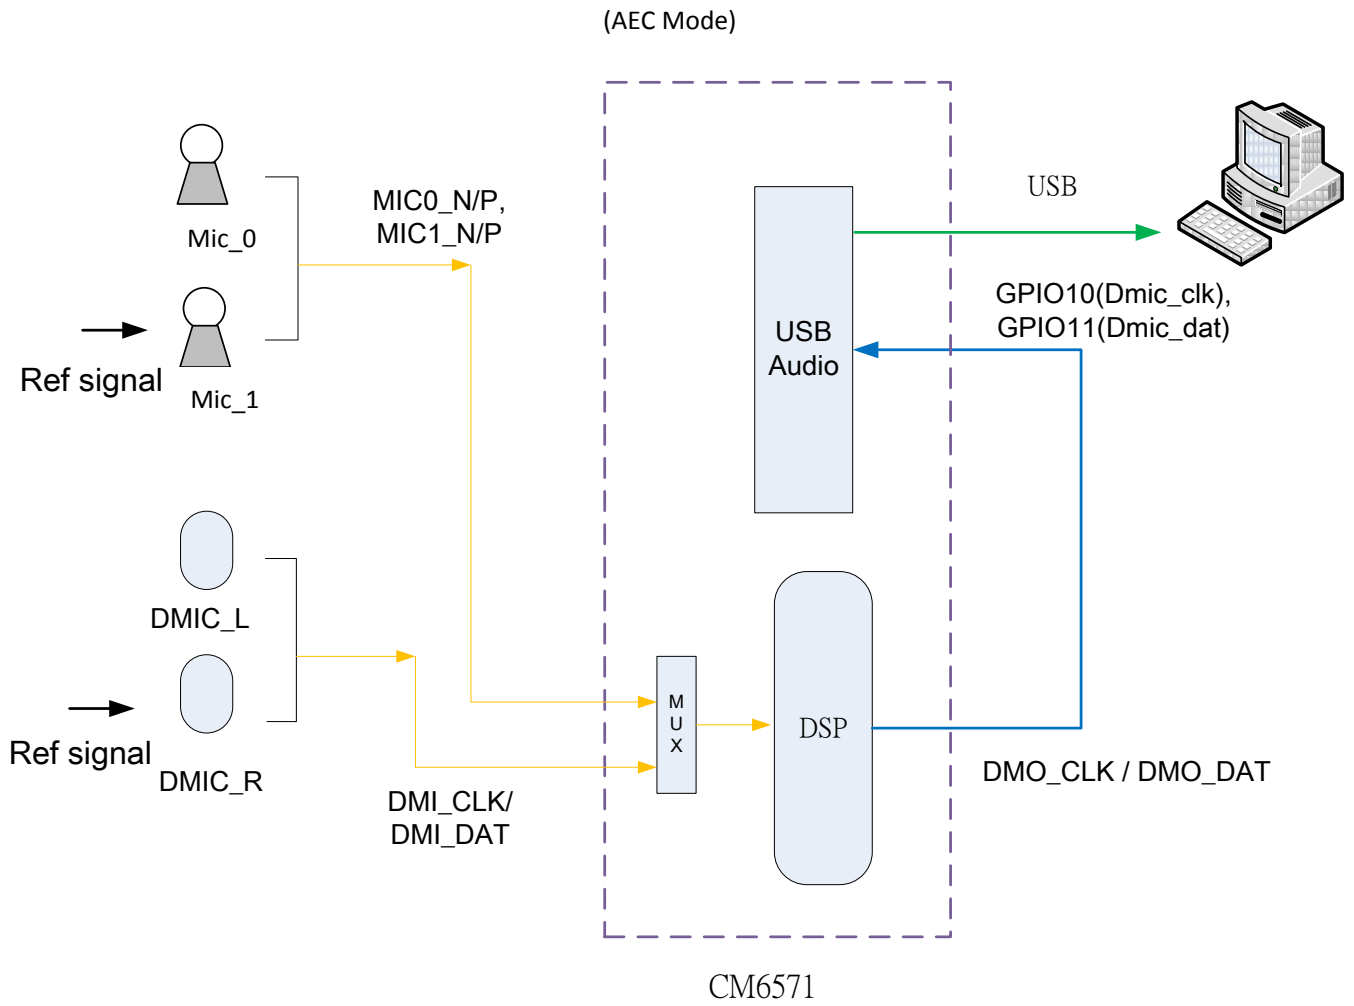 (AEC Mode)
MIC0_N/P,
MIC1_N/P
USB
Mic_0
GPIO10(Dmic_clk),
GPIO11(Dmic_dat)
USB
Audio
Ref signal
Mic_1
DMIC_L
M
U
X
DSP
Ref signal
DMIC_R
DMO_CLK / DMO_DAT
DMI_CLK/
DMI_DAT
CM6571